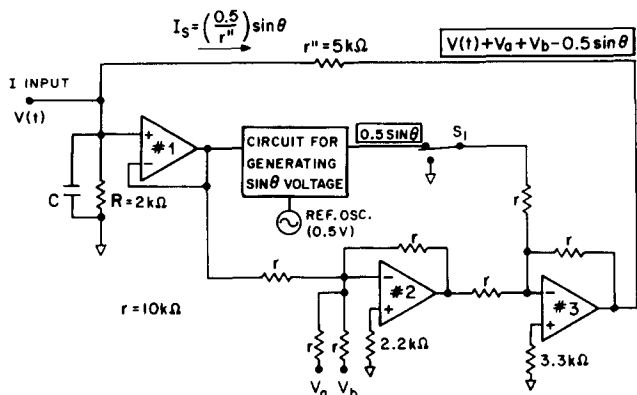 I_S = (0.5/r") sinθ
r" = 5kΩ
V(t)+V_a+V_b-0.5 sinθ
I INPUT
V(t)
C
R=2kΩ
+
-
#1
CIRCUIT FOR
GENERATING
SINθ VOLTAGE
REF. OSC.
(0.5V)
0.5 SINθ
S_1
r
r
r
r
r = 10kΩ
-
+
#2
r
-
+
#3
r
r
2.2kΩ
3.3kΩ
V_a
V_b